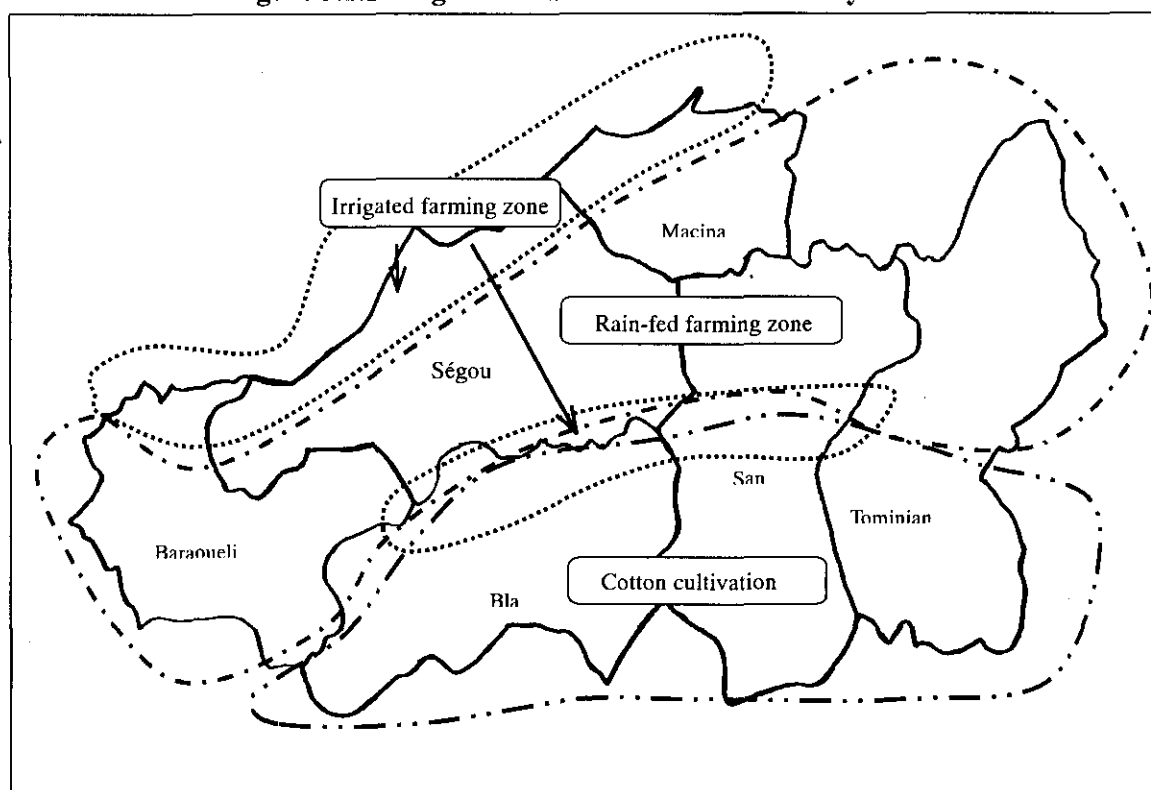 Irrigated farming zone
Macina
Rain-fed farming zone
Ségou
San
Tominian
Baraoueli
Cotton cultivation
Bla